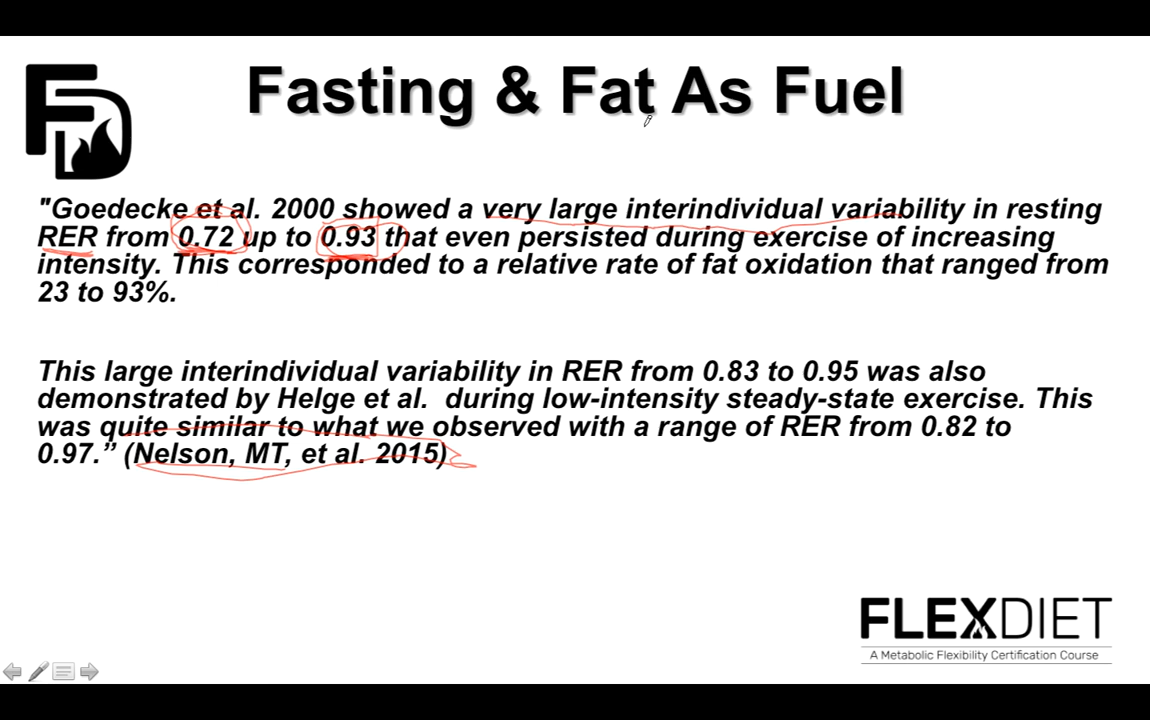 Fasting & Fat As Fuel
"Goedecke et al. 2000 showed a very large interindividual variability in resting
RER from 0.72 up to 0.93 that even persisted during exercise of increasing
intensity. This corresponded to a relative rate of fat oxidation that ranged from
23 to 93%.
This large interindividual variability in RER from 0.83 to 0.95 was also
demonstrated by Helge et al.  during low-intensity steady-state exercise. This
was quite similar to what we observed with a range of RER from 0.82 to
0.97.” (Nelson, MT, et al. 2015)
FLEXDIET
A Metabolic Flexibility Certification Course